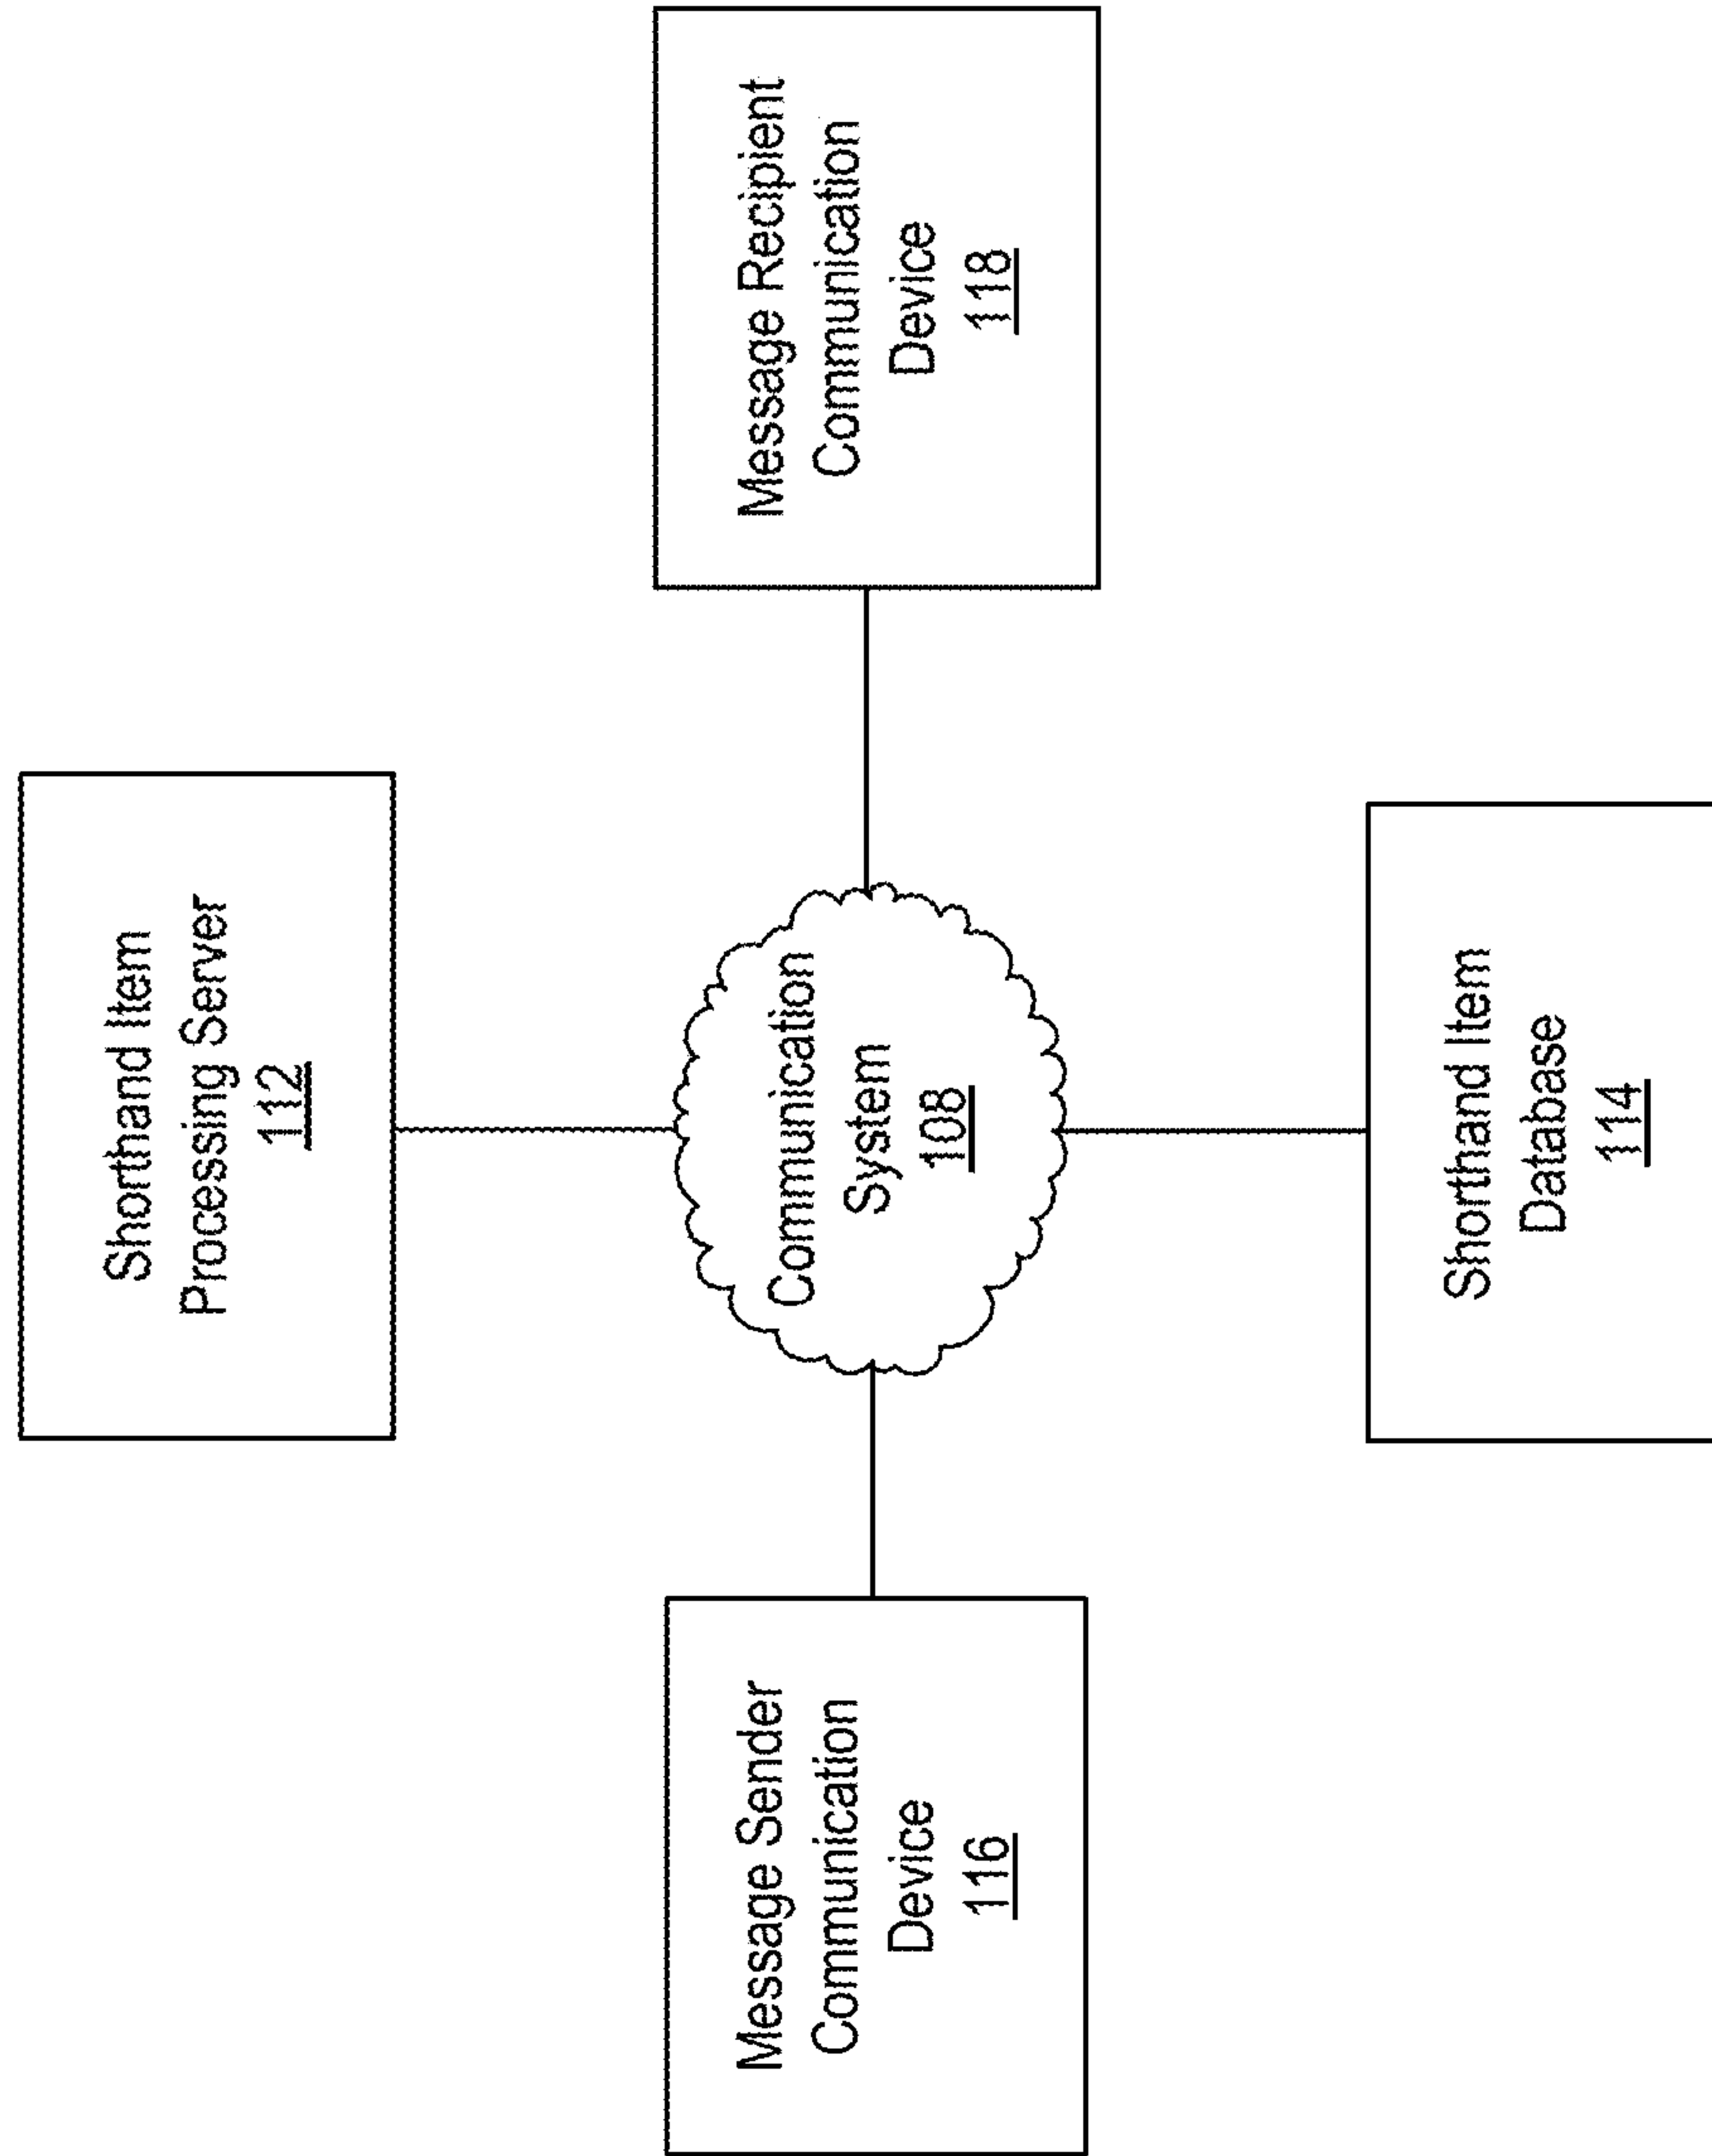 Shorthand Item
Processing Server
112
Message Sender
Communication
Device
116
Communication
System
108
Message Recipient
Communication
Device
118
Shorthand Item
Database
114